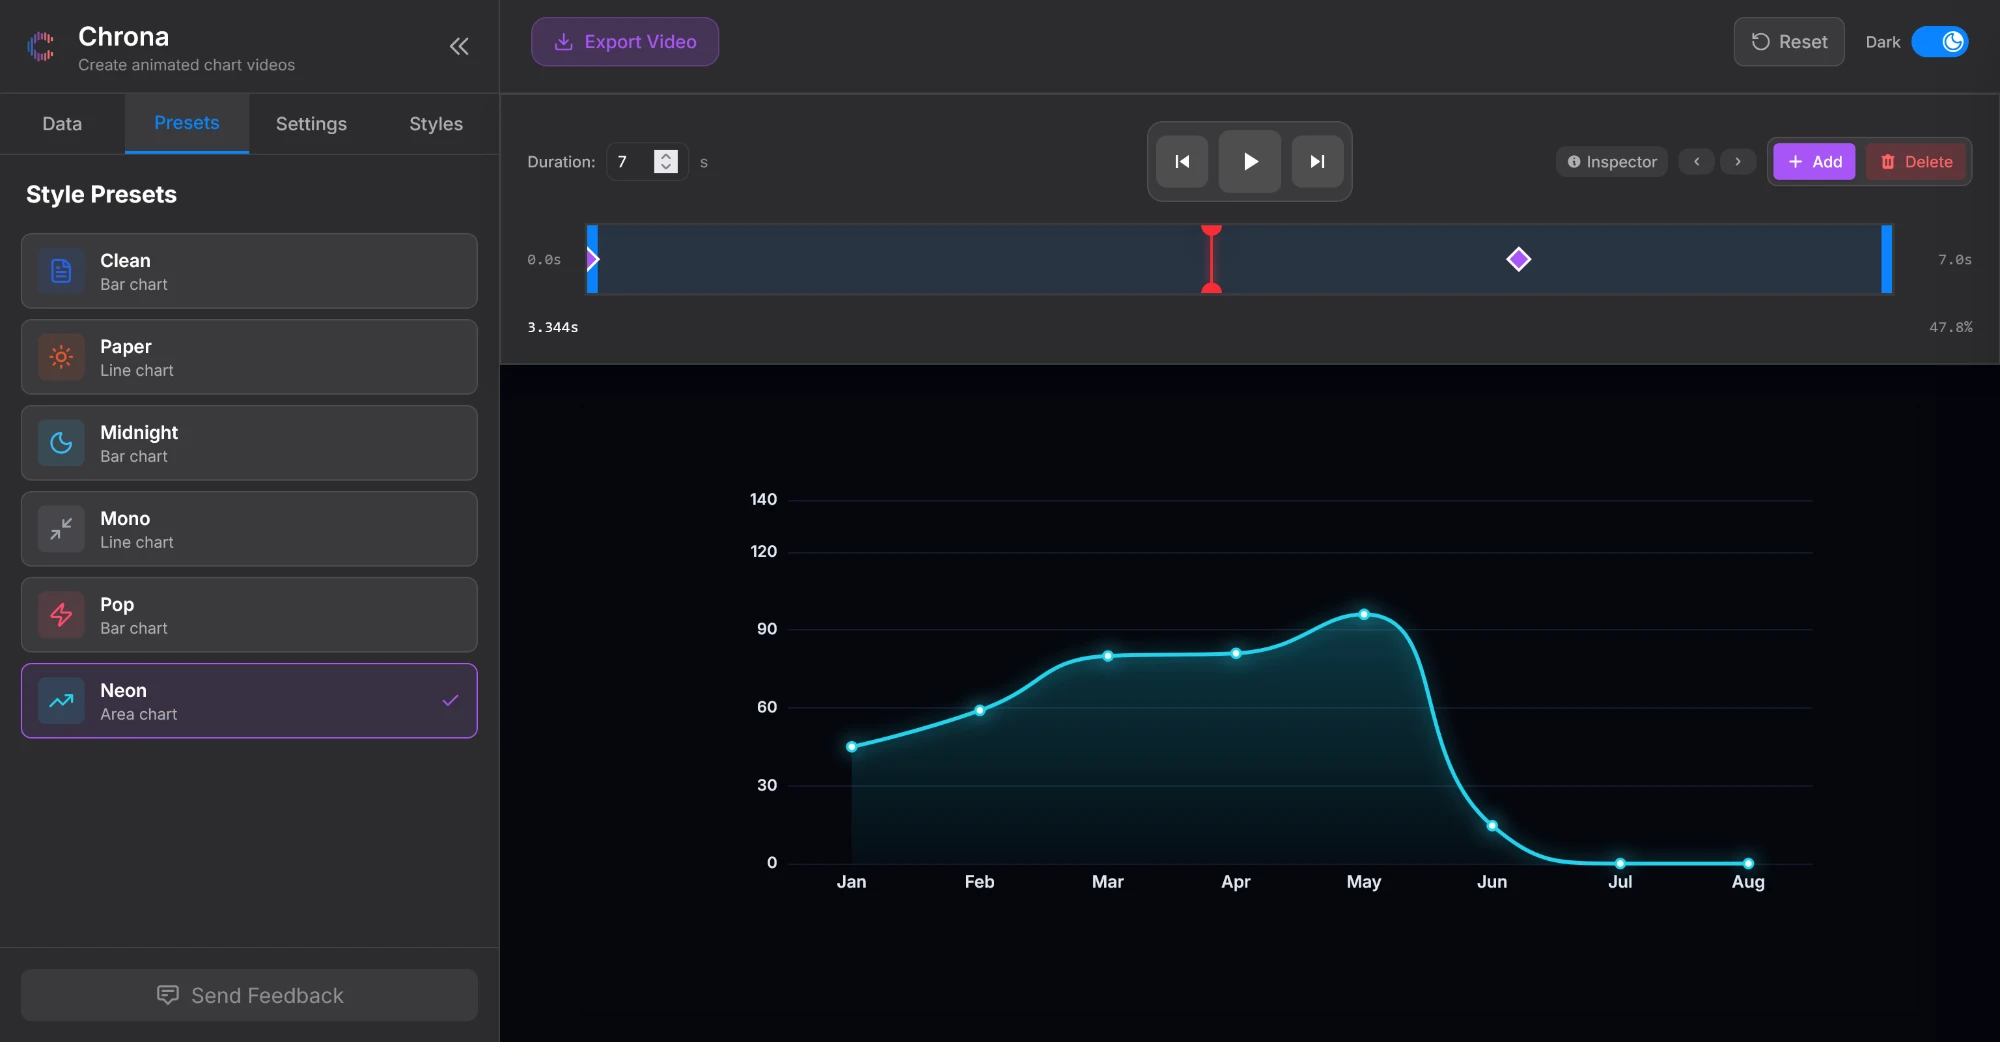 Chrona
Create animated chart videos
Data
Presets
Settings
Styles
Style Presets
Clean
Bar chart
Paper
Line chart
Midnight
Bar chart
Mono
Line chart
Pop
Bar chart
Neon
Area chart
Send Feedback
Export Video
Reset
Dark
Duration:
7
s
Inspector
Add
Delete
0.0s
7.0s
3.344s
47.8%
140
120
90
60
30
0
Jan
Feb
Mar
Apr
May
Jun
Jul
Aug